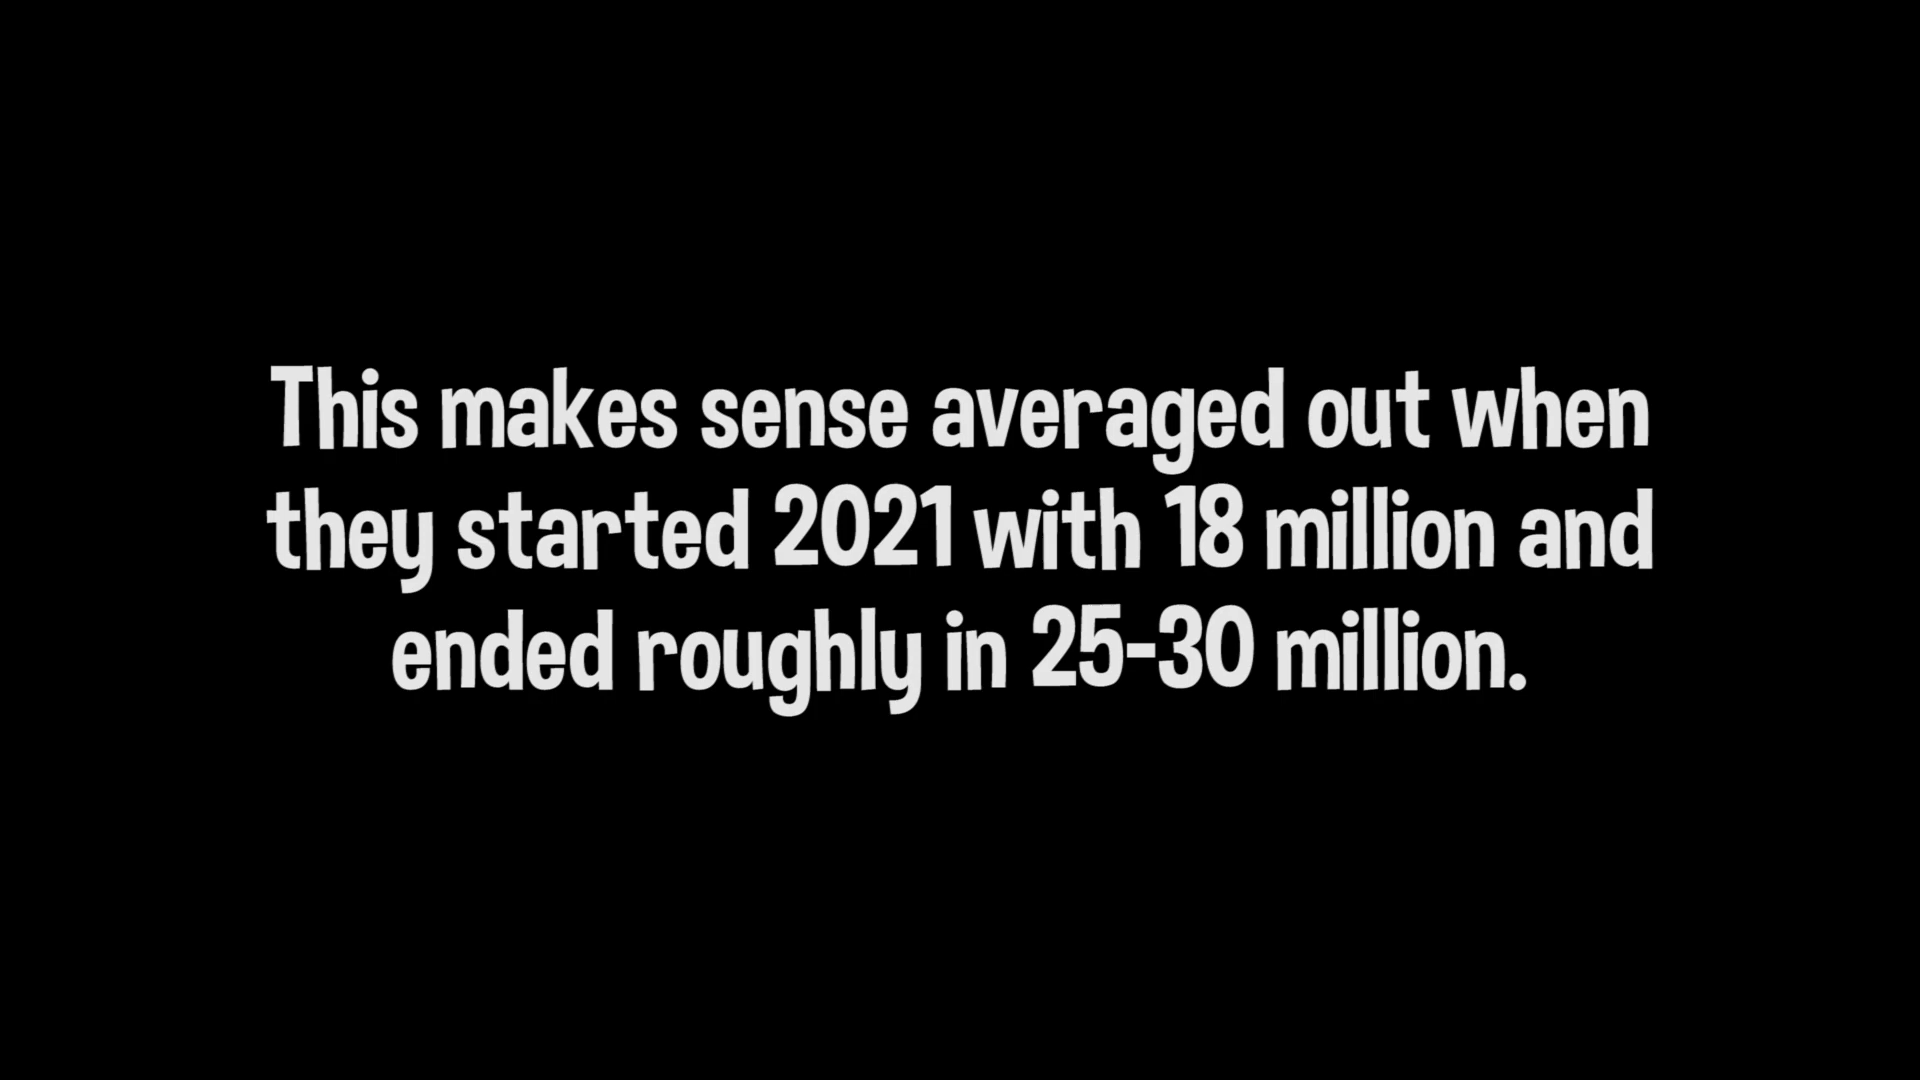 This makes sense averaged out when
they started 2021 with 18 million and
ended roughly in 25-30 million.